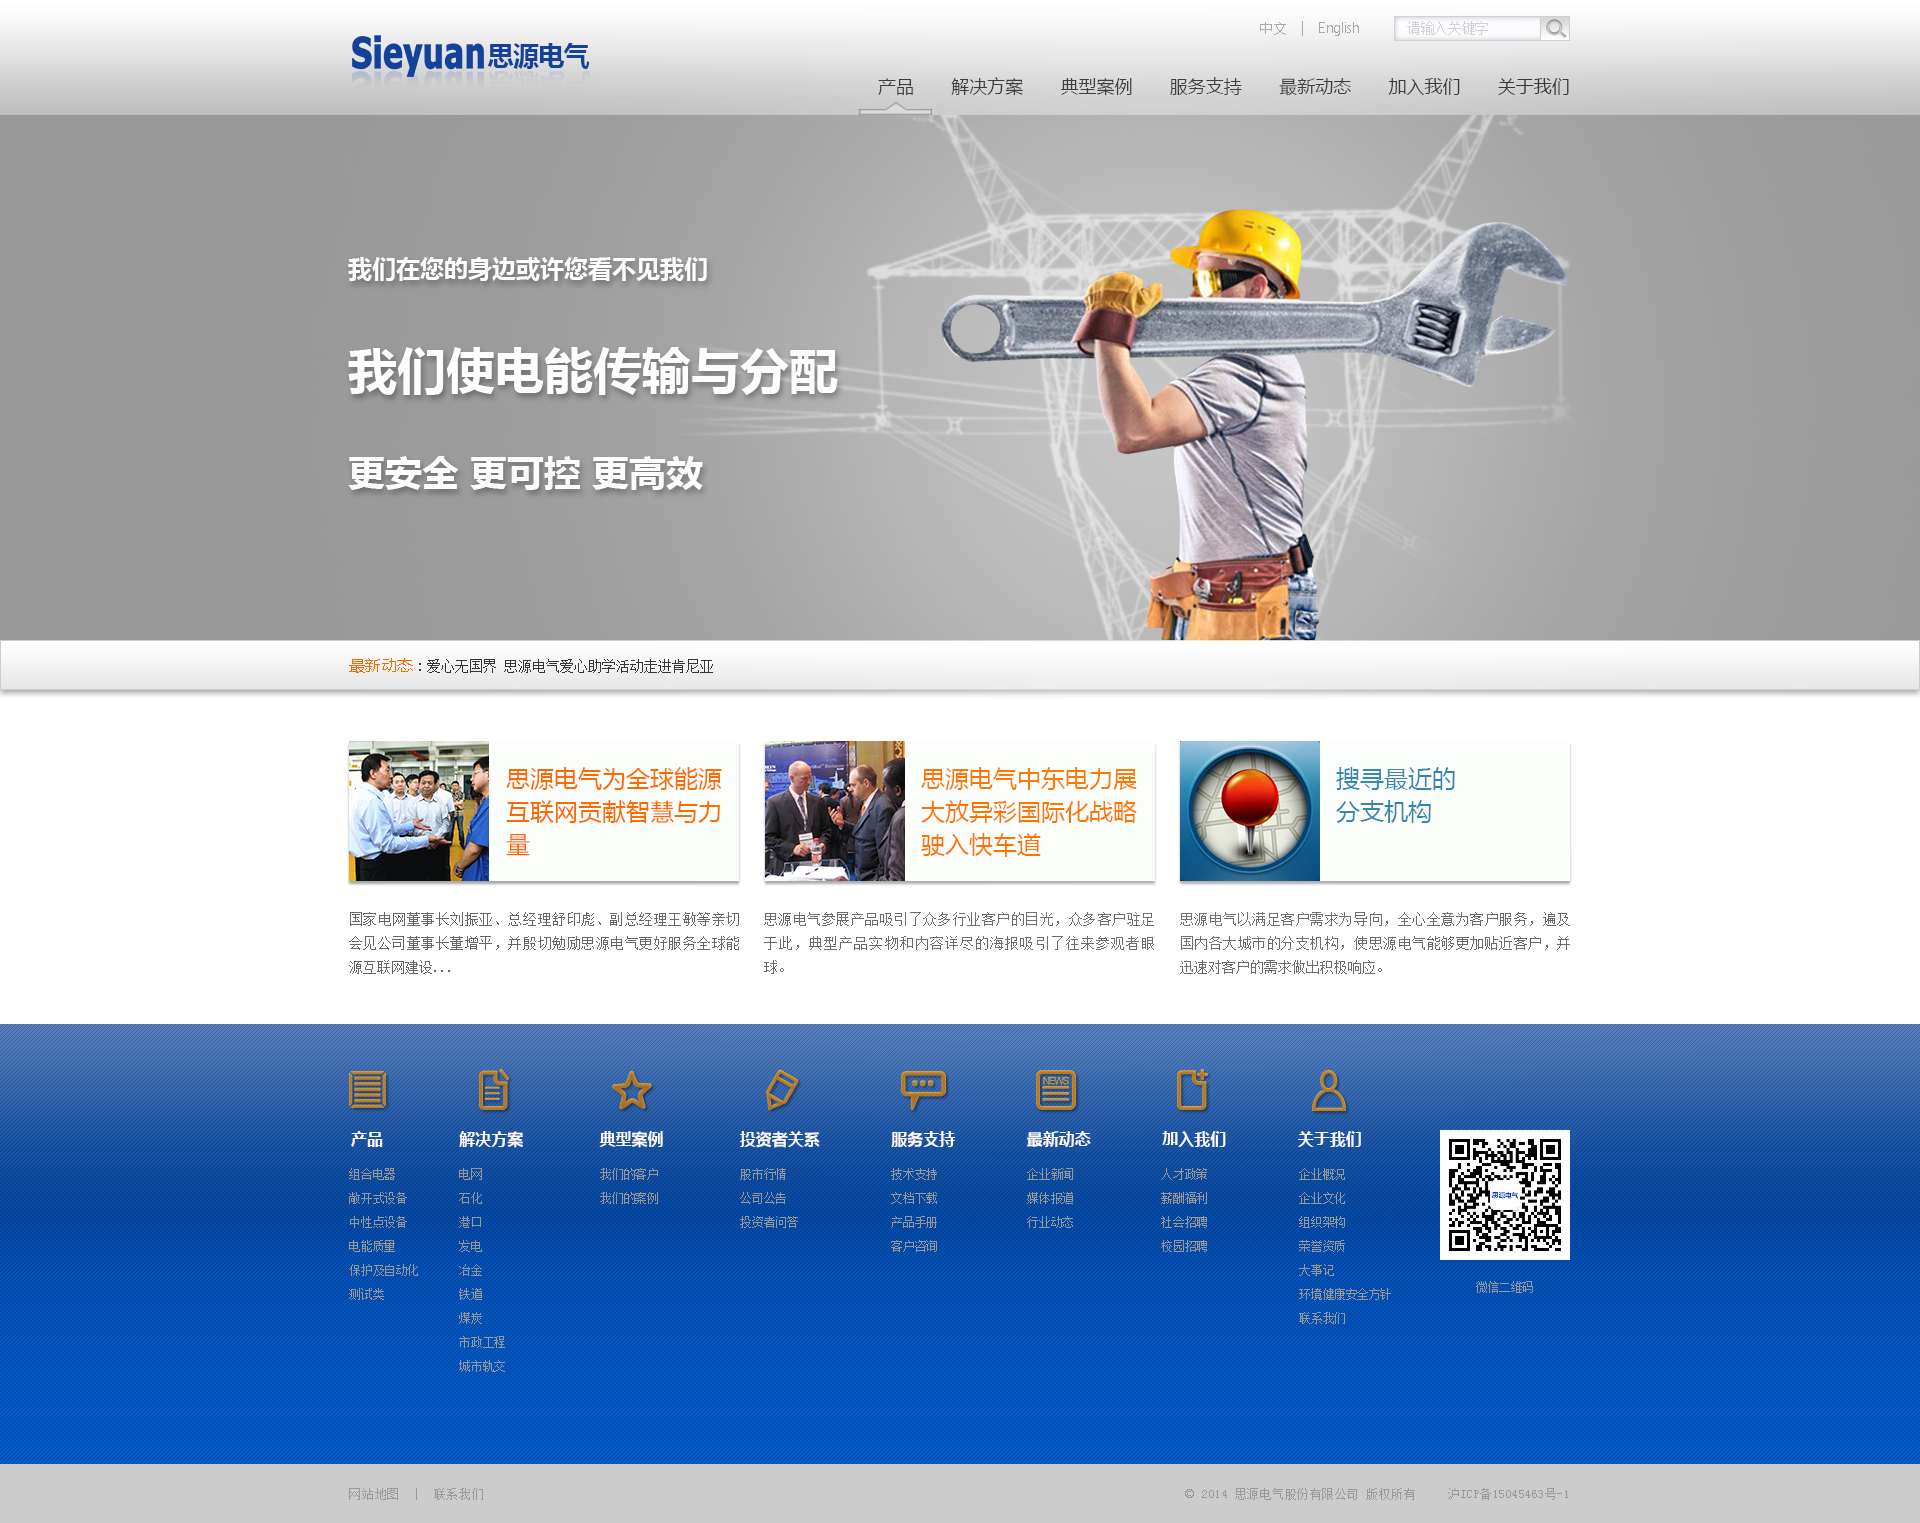 中文 | English 请输入关键字
Sieyuan思源电气
产品 解决方案 典型案例 服务支持 最新动态 加入我们 关于我们
我们在您的身边或许您看不见我们
我们使电能传输与分配
更安全 更可控 更高效
最新动态：爱心无国界 思源电气爱心助学活动走进肯尼亚
思源电气为全球能源
互联网贡献智慧与力
量
国家电网董事长刘振亚、总经理舒印彪、副总经理王敏等亲切
会见公司董事长董增平，并殷切勉励思源电气更好服务全球能
源互联网建设...
思源电气中东电力展
大放异彩国际化战略
驶入快车道
思源电气参展产品吸引了众多行业客户的目光，众多客户驻足
于此，典型产品实物和内容详尽的海报吸引了往来参观者眼
球。
搜寻最近的
分支机构
思源电气以满足客户需求为导向，全心全意为客户服务，遍及
国内各大城市的分支机构，使思源电气能够更加贴近客户，并
迅速对客户的需求做出积极响应。
产品
组合电器
敞开式设备
中性点设备
电能质量
保护及自动化
测试类
解决方案
电网
石化
港口
发电
冶金
铁道
煤炭
市政工程
城市轨交
典型案例
我们的客户
我们的案例
投资者关系
股市行情
公司公告
投资者问答
服务支持
技术支持
文档下载
产品手册
客户咨询
NEWS
最新动态
企业新闻
媒体报道
行业动态
加入我们
人才政策
薪酬福利
社会招聘
校园招聘
关于我们
企业概况
企业文化
组织架构
荣誉资质
大事记
环境健康安全方针
联系我们
思源电气
微信二维码
网站地图 | 联系我们
© 2014 思源电气股份有限公司 版权所有 沪ICP备15045463号-1